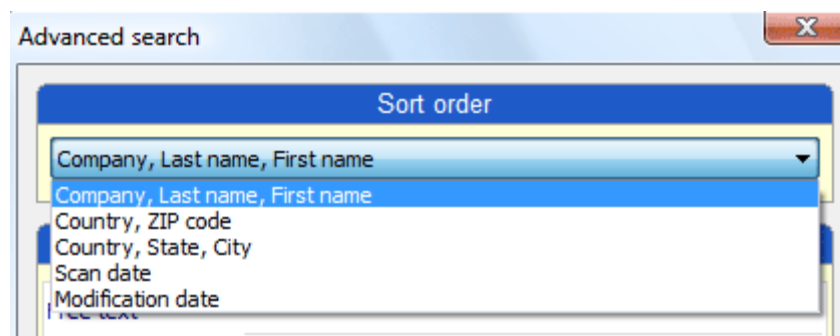 Advanced search
Sort order
Company, Last name, First name
Company, Last name, First name
Country, ZIP code
Country, State, City
Scan date
Modification date